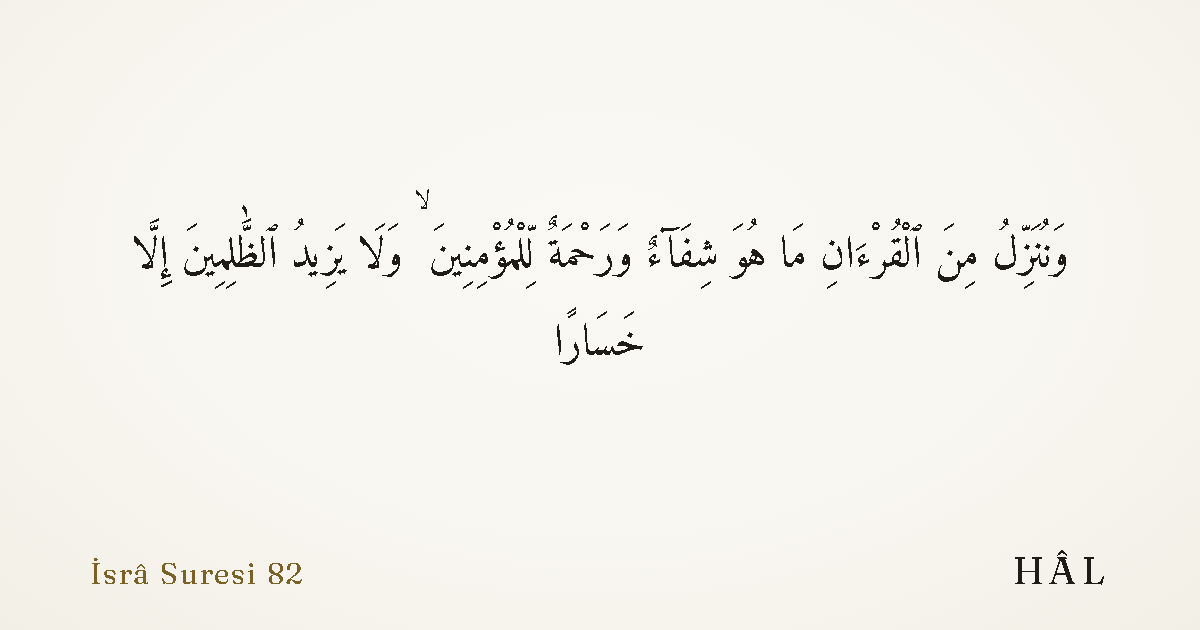 وَنُنَزِّلُ مِنَ ٱلْقُرْءَانِ مَا هُوَ شِفَآءٌ وَرَحْمَةٌ لِّلْمُؤْمِنِينَ ۙ وَلَا يَزِيدُ ٱلظَّٰلِمِينَ إِلَّا
خَسَارًا
İsrâ Suresi 82
HÂL